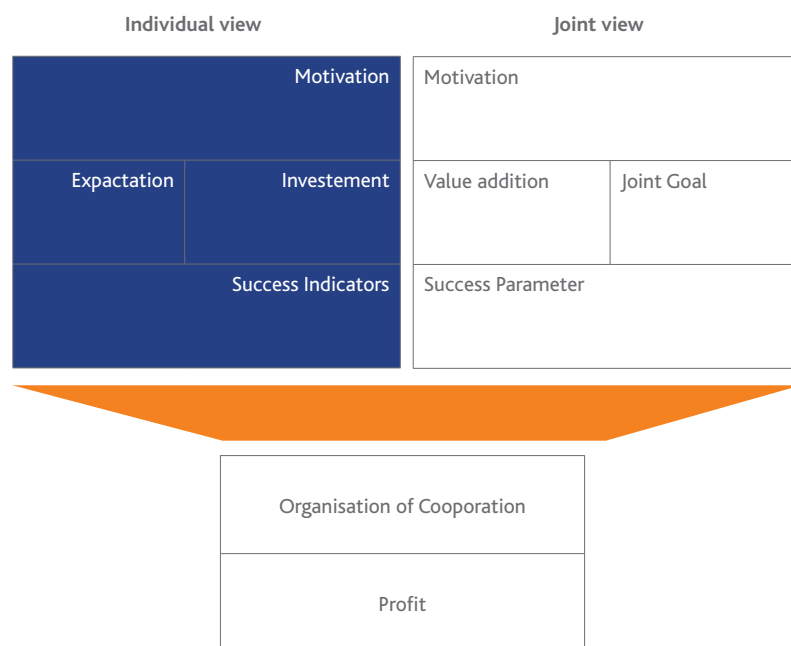 Individual view
Joint view
Motivation
Motivation
Expactation
Investement
Value addition
Joint Goal
Success Indicators
Success Parameter
Organisation of Cooporation
Profit